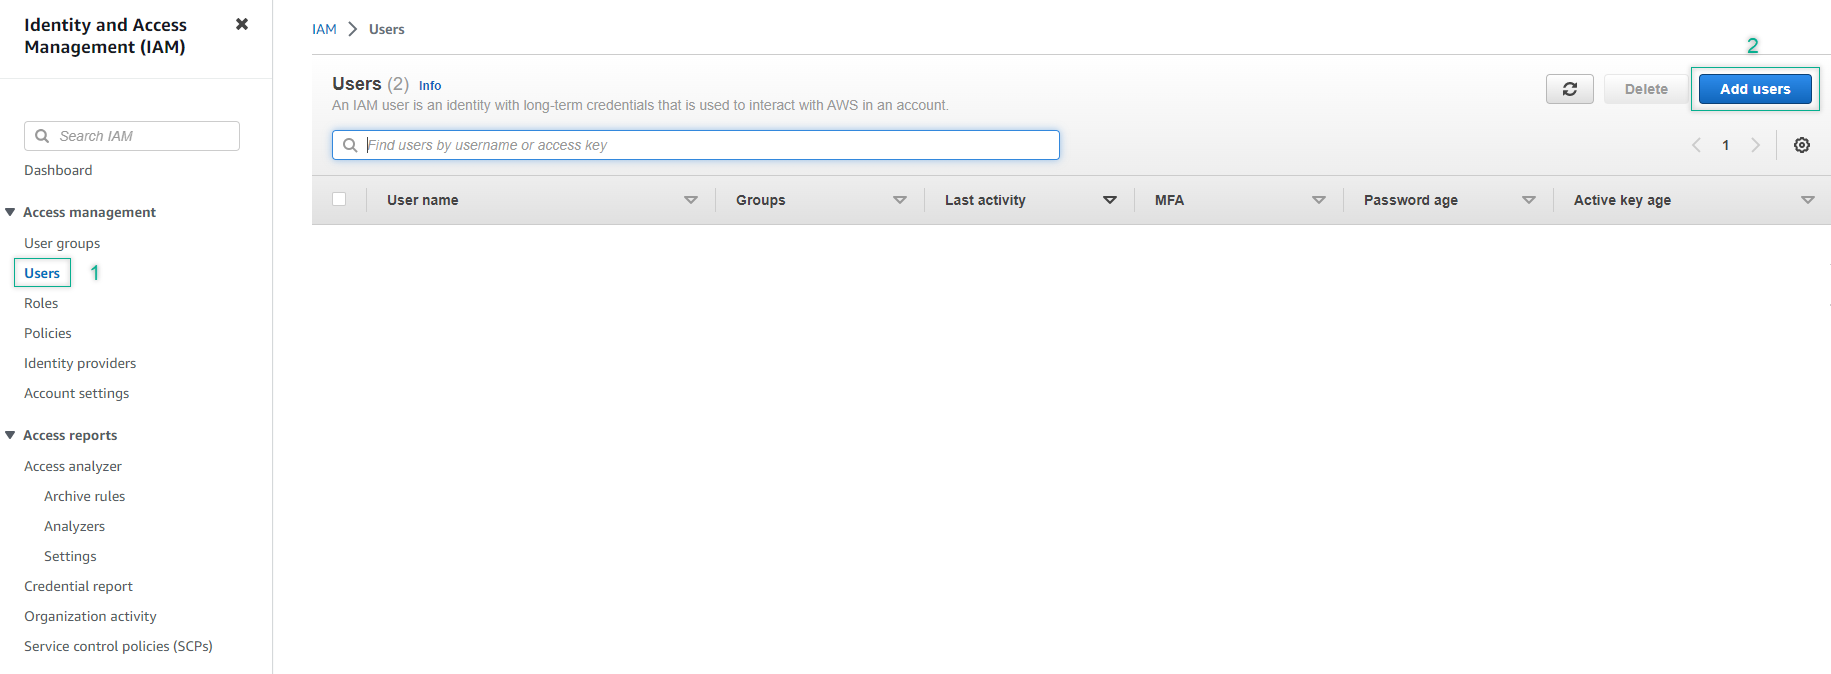 Identity and Access
Management (IAM)
Search IAM
Dashboard
Access management
User groups
Users
1
Roles
Policies
Identity providers
Account settings
Access reports
Access analyzer
Archive rules
Analyzers
Settings
Credential report
Organization activity
Service control policies (SCPs)
IAM
Users
2
Users (2) Info
An IAM user is an identity with long-term credentials that is used to interact with AWS in an account.
Delete
Add users
Find users by username or access key
1
User name
Groups
Last activity
MFA
Password age
Active key age